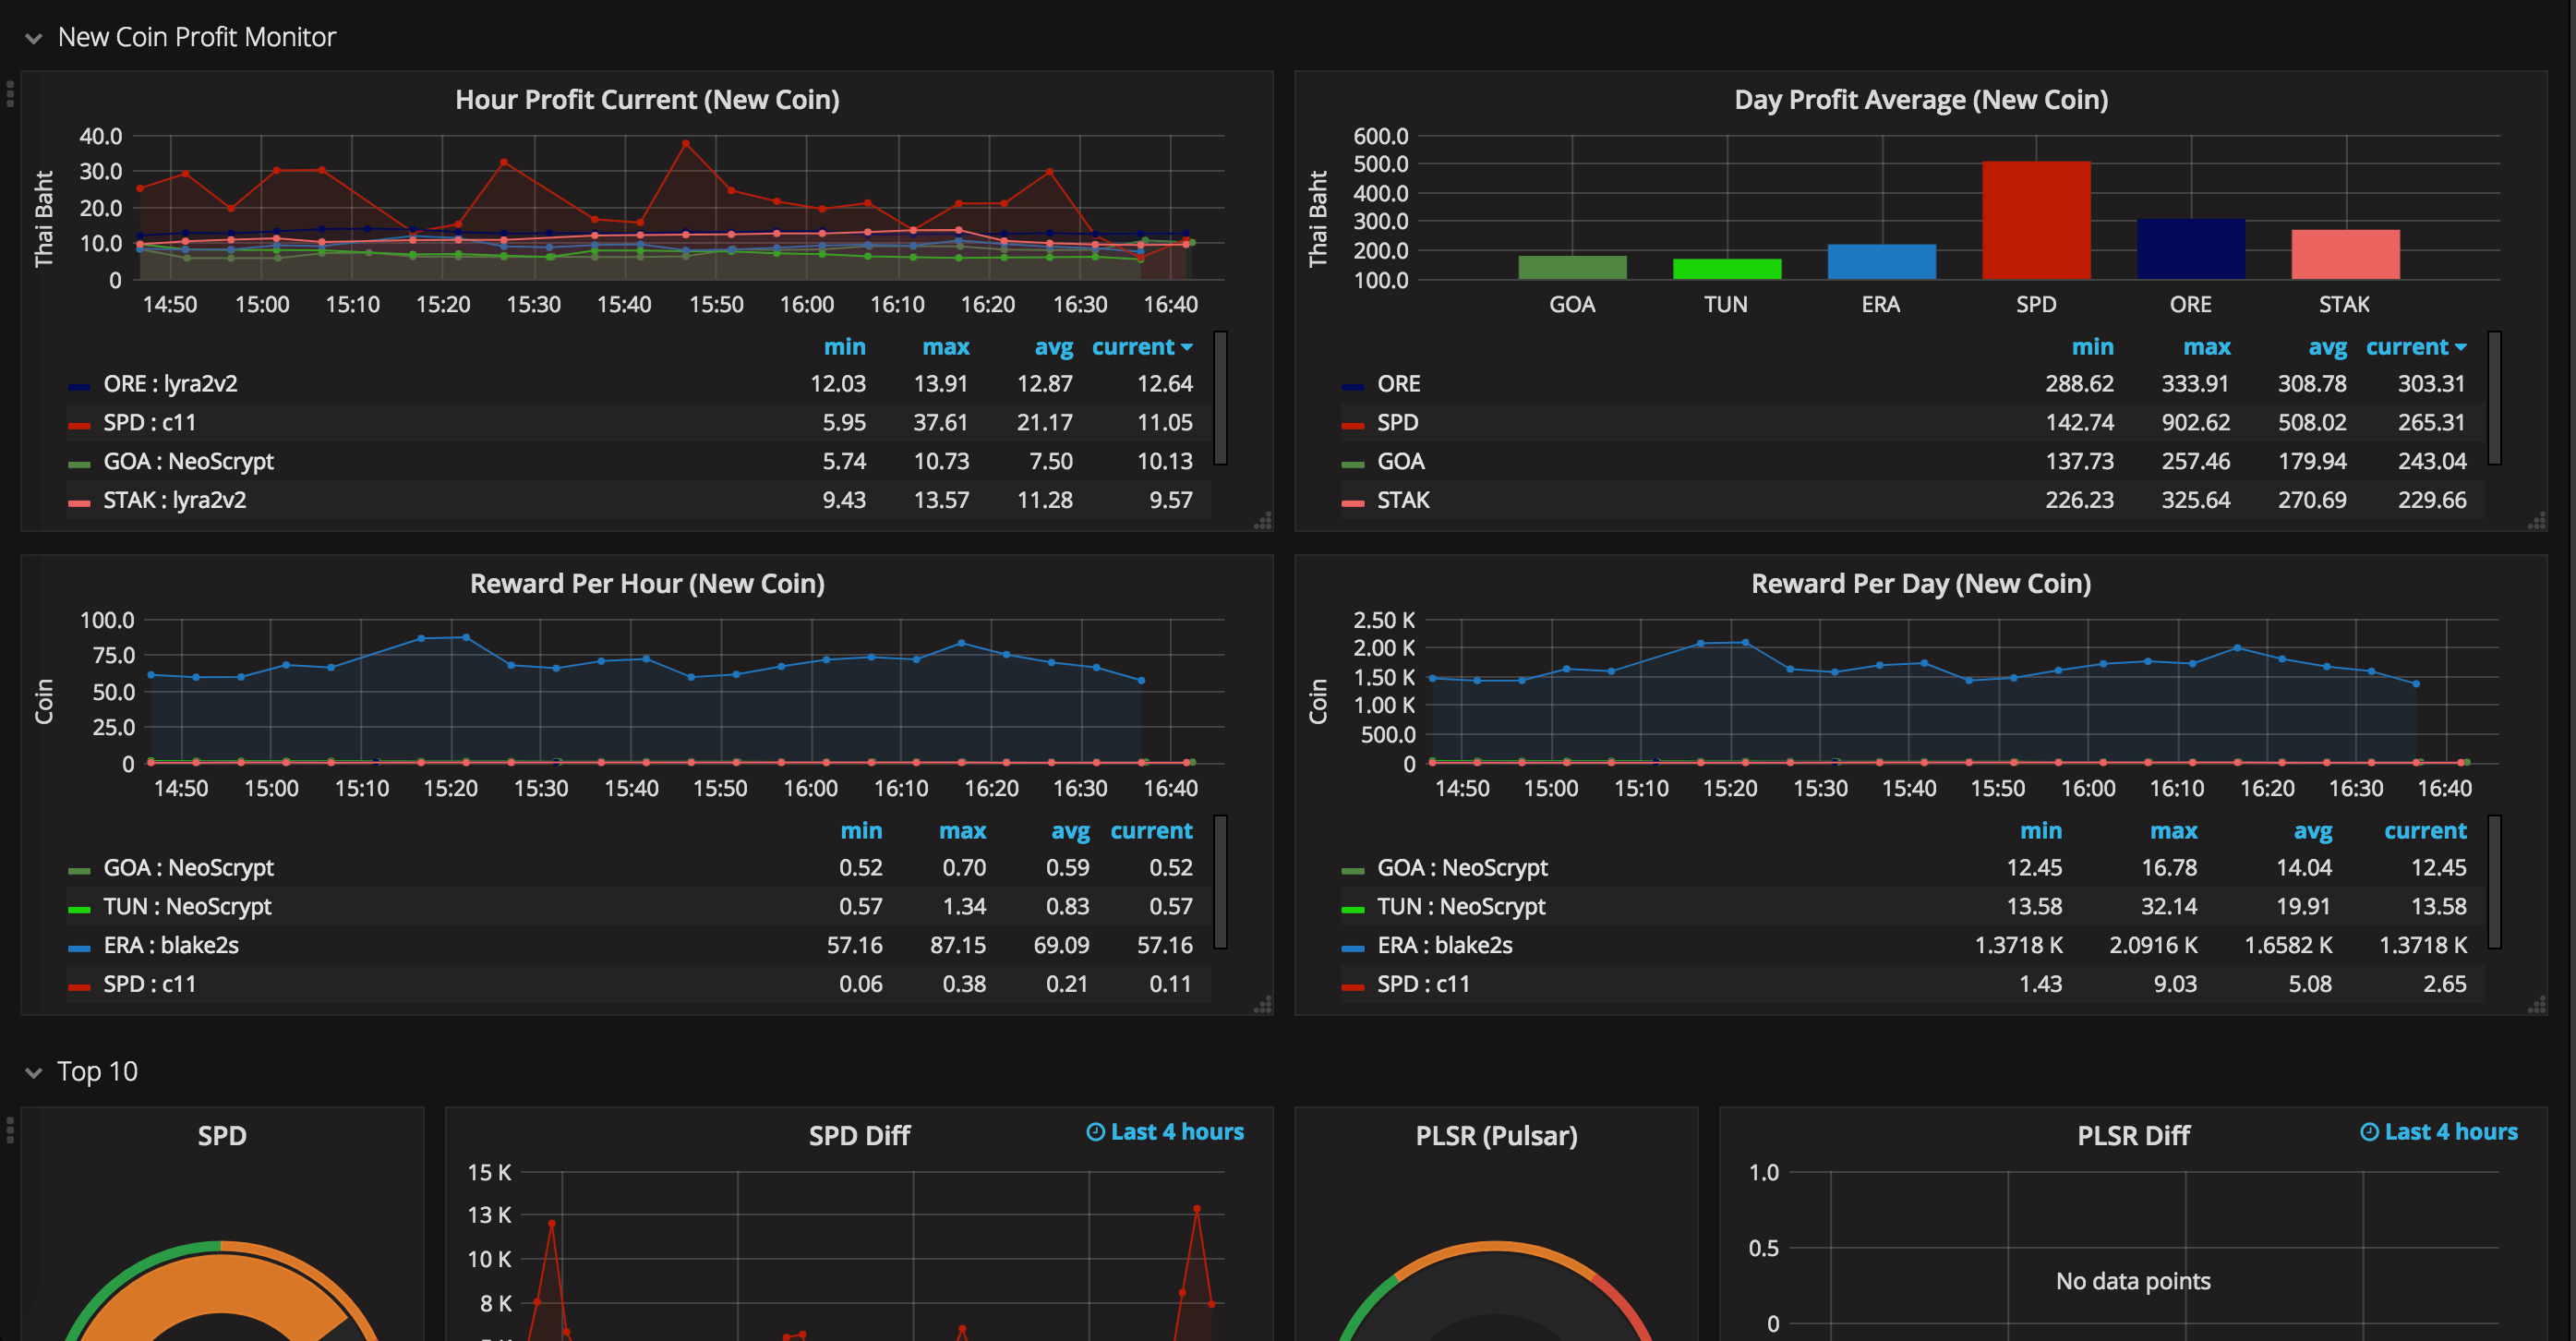 New Coin Profit Monitor
Hour Profit Current (New Coin)
Thai Baht
40.0
30.0
20.0
10.0
0
14:50 15:00 15:10 15:20 15:30 15:40 15:50 16:00 16:10 16:20 16:30 16:40
min max avg current
ORE : lyra2v2 12.03 13.91 12.87 12.64
SPD : c11 5.95 37.61 21.17 11.05
GOA : NeoScrypt 5.74 10.73 7.50 10.13
STAK : lyra2v2 9.43 13.57 11.28 9.57
Day Profit Average (New Coin)
Thai Baht
600.0
500.0
400.0
300.0
200.0
100.0
GOA TUN ERA SPD ORE STAK
min max avg current
ORE 288.62 333.91 308.78 303.31
SPD 142.74 902.62 508.02 265.31
GOA 137.73 257.46 179.94 243.04
STAK 226.23 325.64 270.69 229.66
Reward Per Hour (New Coin)
Coin
100.0
75.0
50.0
25.0
0
14:50 15:00 15:10 15:20 15:30 15:40 15:50 16:00 16:10 16:20 16:30 16:40
min max avg current
GOA : NeoScrypt 0.52 0.70 0.59 0.52
TUN : NeoScrypt 0.57 1.34 0.83 0.57
ERA : blake2s 57.16 87.15 69.09 57.16
SPD : c11 0.06 0.38 0.21 0.11
Reward Per Day (New Coin)
Coin
2.50 K
2.00 K
1.50 K
1.00 K
500.0
0
14:50 15:00 15:10 15:20 15:30 15:40 15:50 16:00 16:10 16:20 16:30 16:40
min max avg current
GOA : NeoScrypt 12.45 16.78 14.04 12.45
TUN : NeoScrypt 13.58 32.14 19.91 13.58
ERA : blake2s 1.3718 K 2.0916 K 1.6582 K 1.3718 K
SPD : c11 1.43 9.03 5.08 2.65
Top 10
SPD
SPD Diff
Last 4 hours
15 K
13 K
10 K
8 K
PLSR (Pulsar)
PLSR Diff
Last 4 hours
1.0
0.5
No data points
0